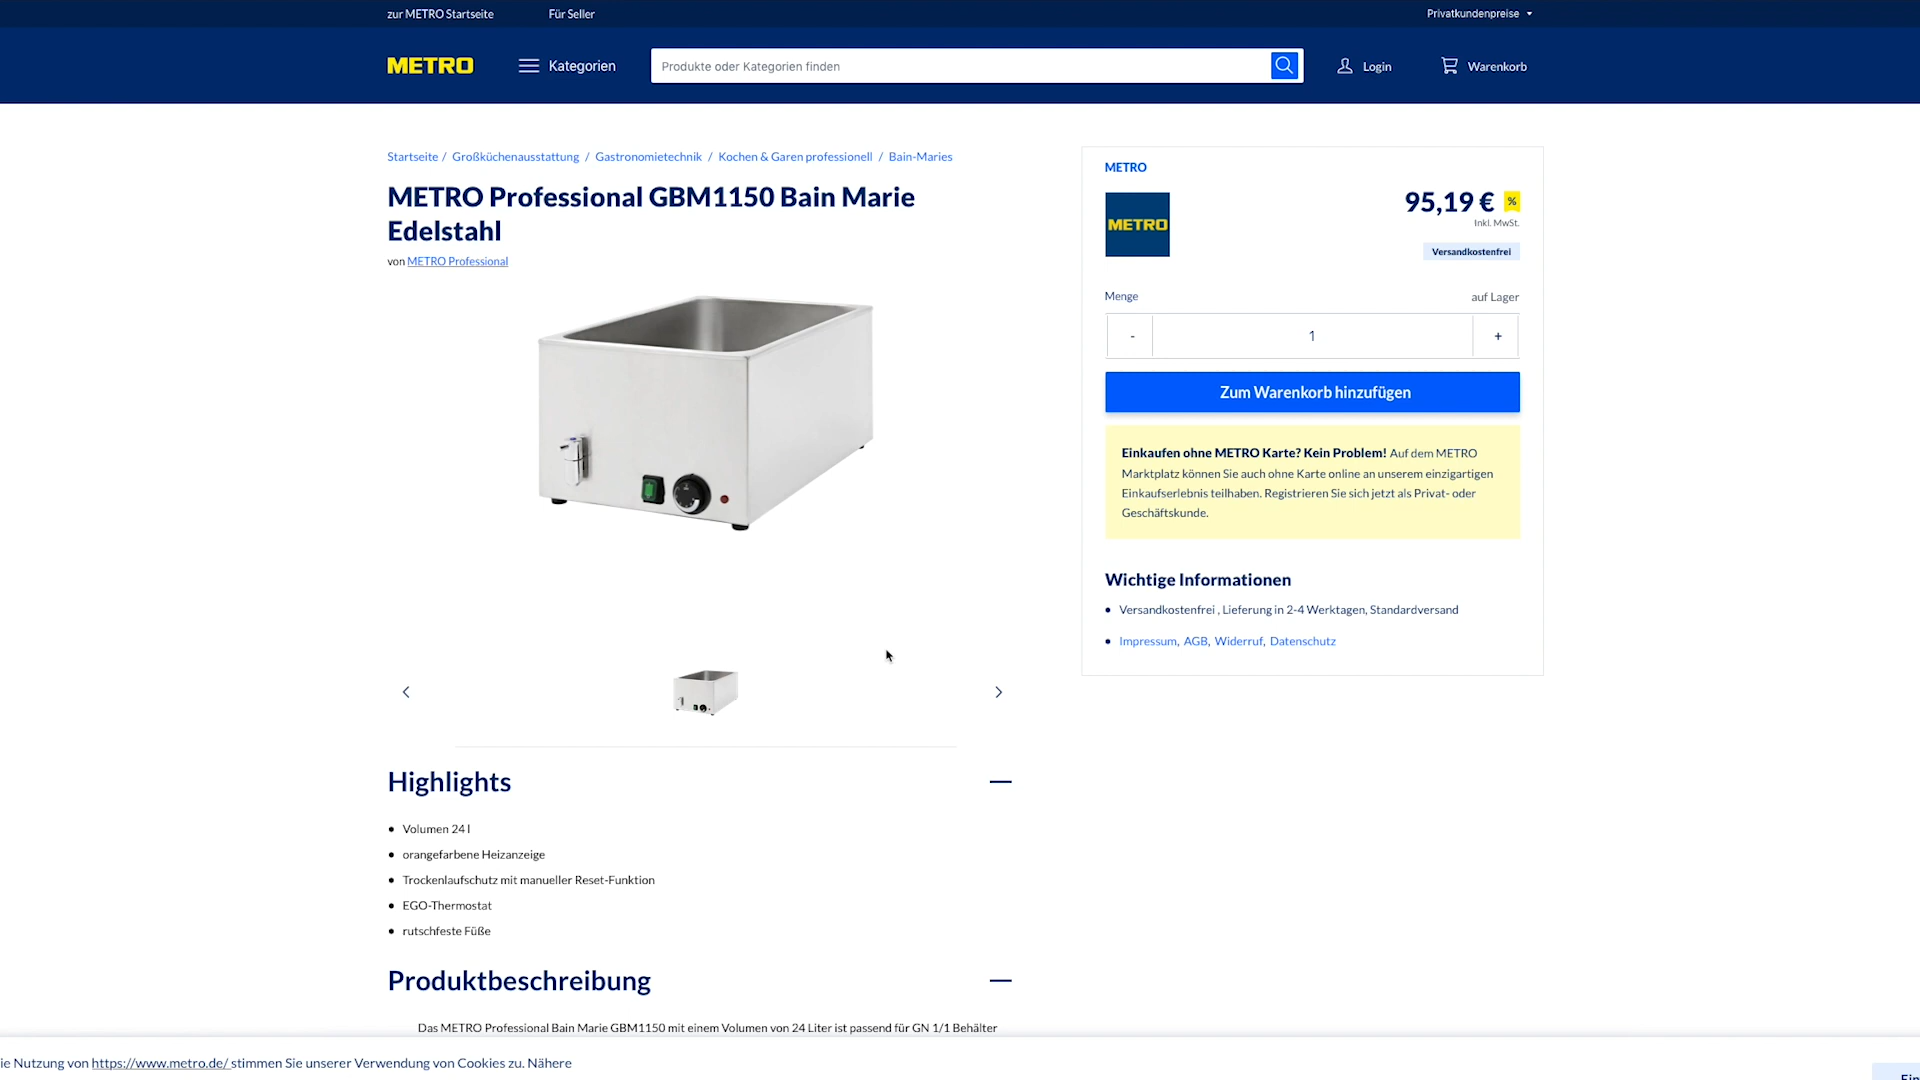 zur METRO Startseite
Für Seller
Privatkundenpreise
METRO
Kategorien
Produkte oder Kategorien finden
Login
Warenkorb
Startseite / Großküchenausstattung / Gastronomietechnik / Kochen & Garen professionell / Bain-Maries
METRO Professional GBM1150 Bain Marie
Edelstahl
von METRO Professional
METRO
METRO
95,19 € %
Inkl. MwSt.
Versandkostenfrei
Menge
auf Lager
- 1 +
Zum Warenkorb hinzufügen
Einkaufen ohne METRO Karte? Kein Problem! Auf dem METRO
Marktplatz können Sie auch ohne Karte online an unserem einzigartigen
Einkaufserlebnis teilhaben. Registrieren Sie sich jetzt als Privat- oder
Geschäftskunde.
Wichtige Informationen
Versandkostenfrei , Lieferung in 2-4 Werktagen, Standardversand
Impressum, AGB, Widerruf, Datenschutz
Highlights
Volumen 24 l
orangefarbene Heizanzeige
Trockenlaufschutz mit manueller Reset-Funktion
EGO-Thermostat
rutschfeste Füße
Produktbeschreibung
Das METRO Professional Bain Marie GBM1150 mit einem Volumen von 24 Liter ist passend für GN 1/1 Behälter
ie Nutzung von https://www.metro.de/ stimmen Sie unserer Verwendung von Cookies zu. Nähere